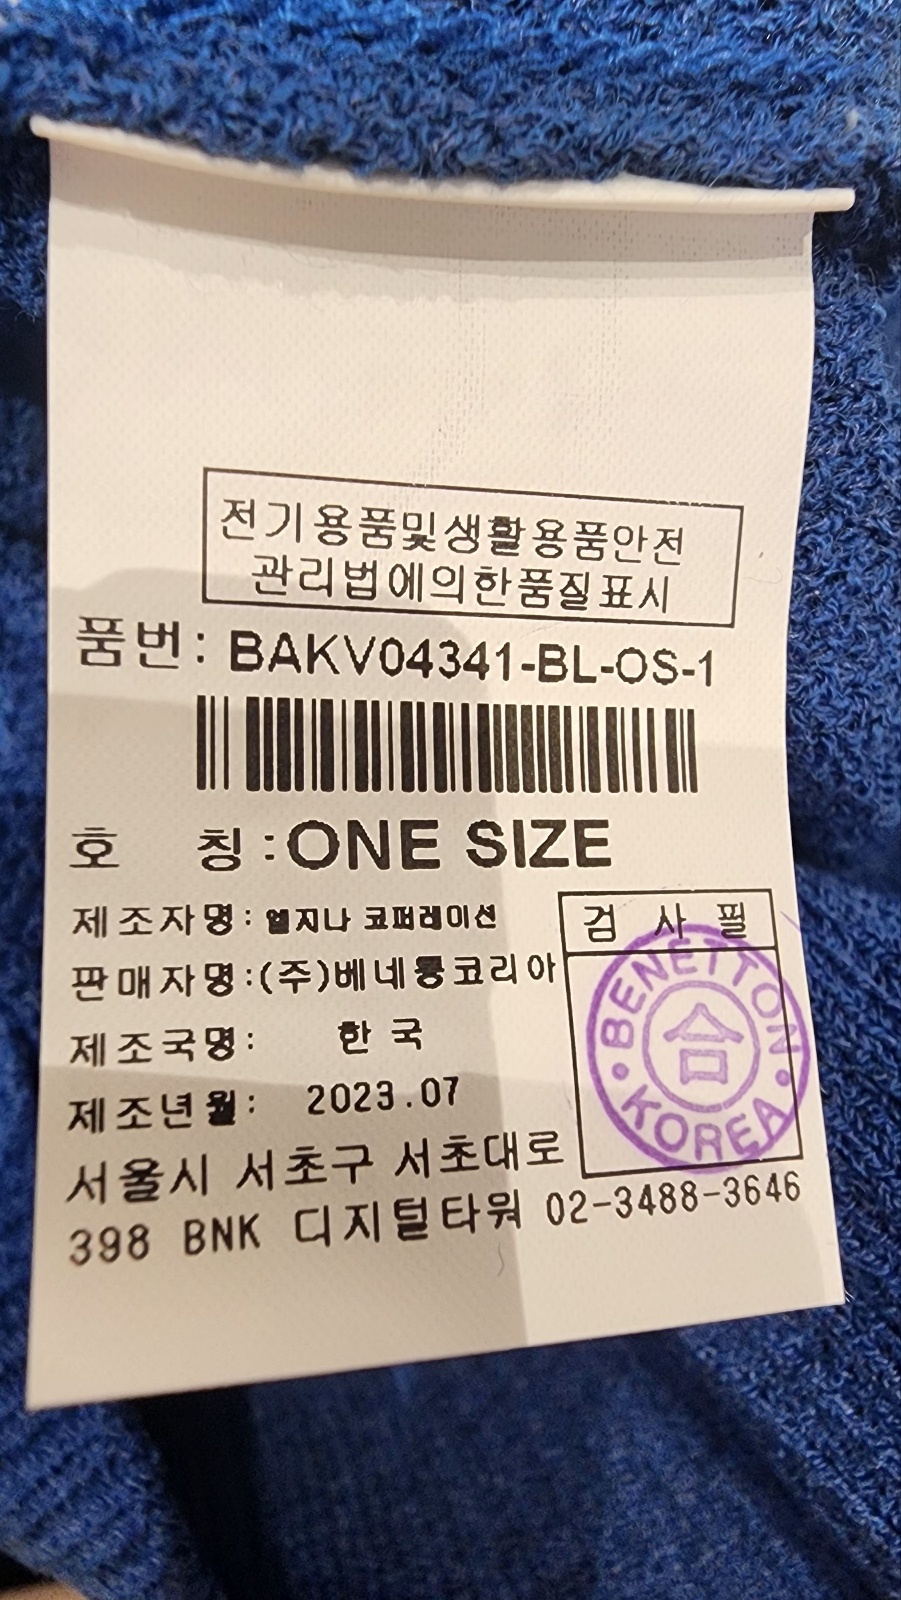 전기용품및생활용품안전
관리법에의한품질표시
품번: BAKV04341-BL-OS-1
호 칭:ONE SIZE
제조자명: 엘지나 코퍼레이션
판매자명:(주)베네통코리아
제조국명: 한국
제조년월: 2023.07
검 사 필
BENETTON
合
KOREA
서울시 서초구 서초대로
398 BNK 디지털타워 02-3488-3646